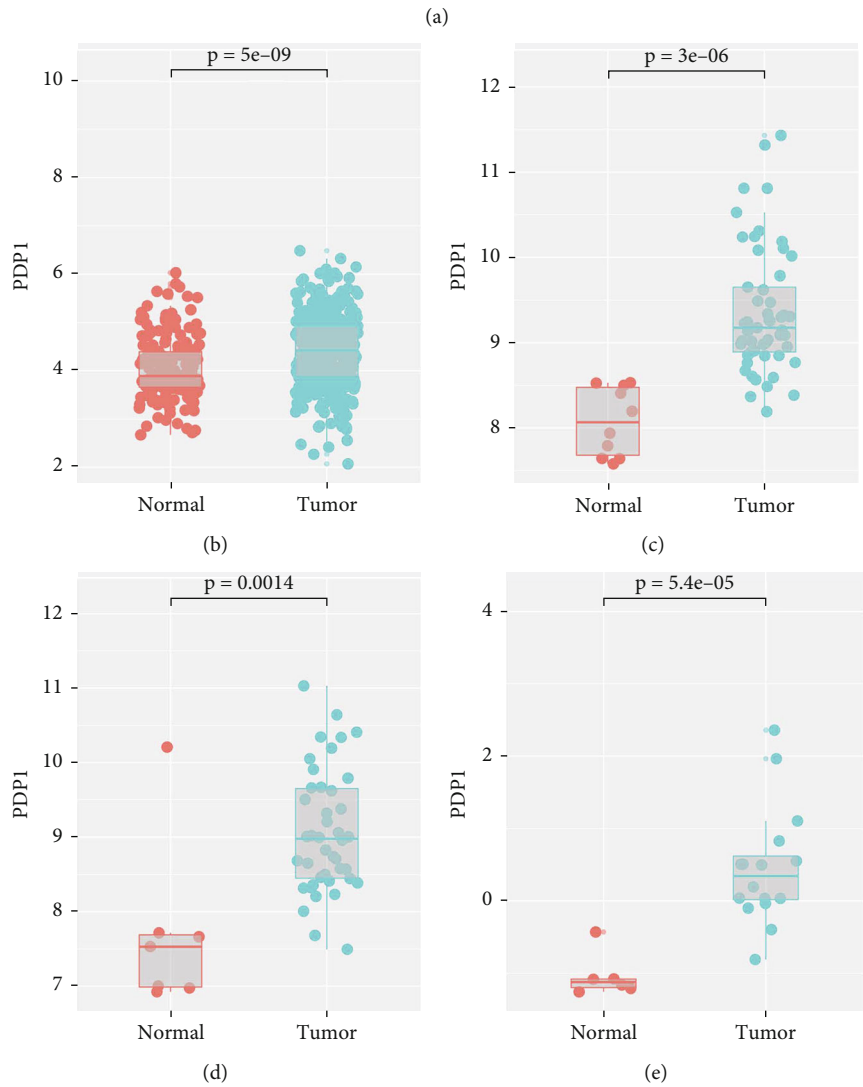 (a)
p = 5e–09
10
8
6
4
2
PDP1
Normal Tumor
(b)
p = 3e–06
12
11
10
9
8
PDP1
Normal Tumor
(c)
p = 0.0014
12
11
10
9
8
7
PDP1
Normal Tumor
(d)
p = 5.4e–05
4
2
0
PDP1
Normal Tumor
(e)